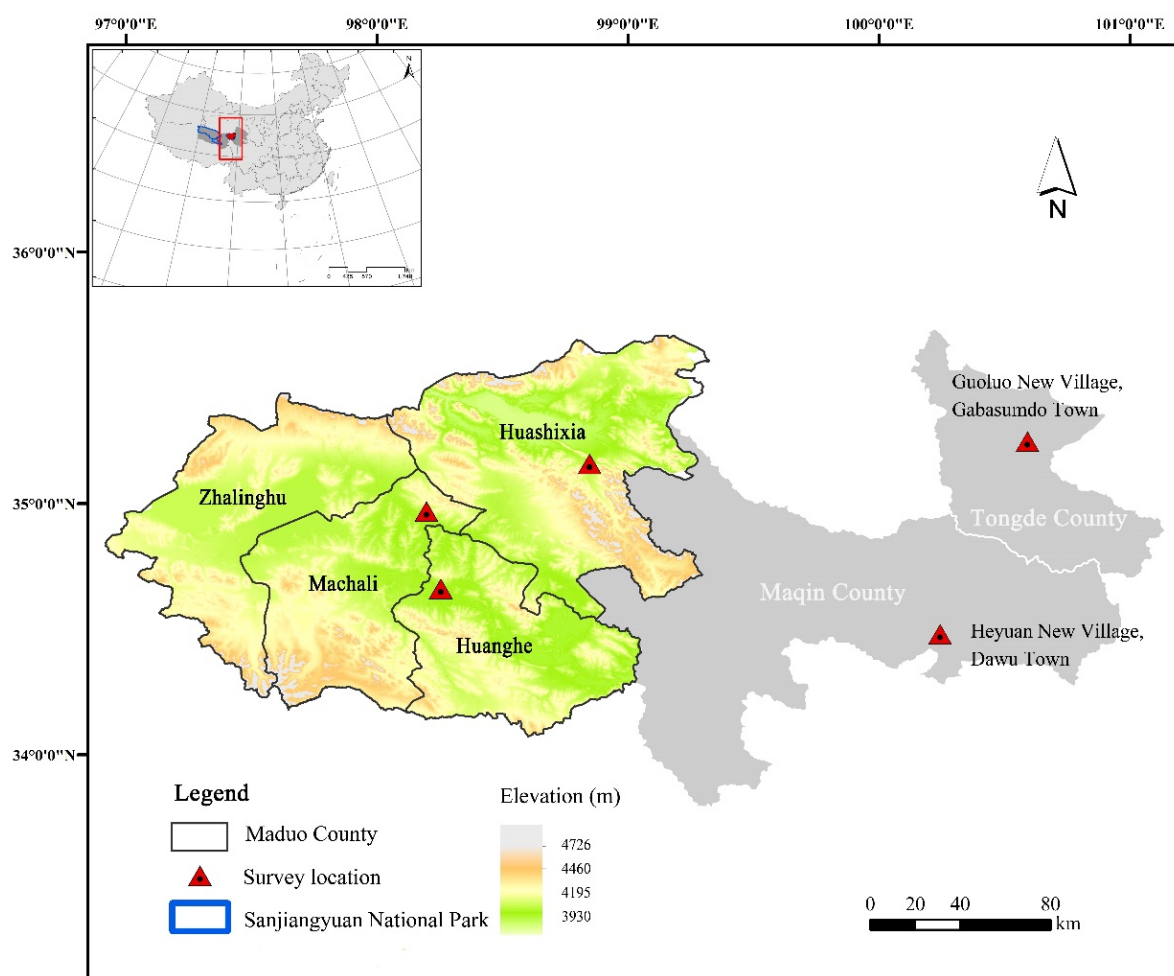 97°0'0"E 98°0'0"E 99°0'0"E 100°0'0"E 101°0'0"E
N
36°0'0"N
35°0'0"N
34°0'0"N
Guoluo New Village,
Gabasumdo Town
Huashixia
Zhalinghu
Tongde County
Machali
Maqin County
Huanghe
Heyuan New Village,
Dawu Town
Legend
Maduo County
Survey location
Sanjiangyuan National Park
Elevation (m)
4726
4460
4195
3930
0 20 40 80
km